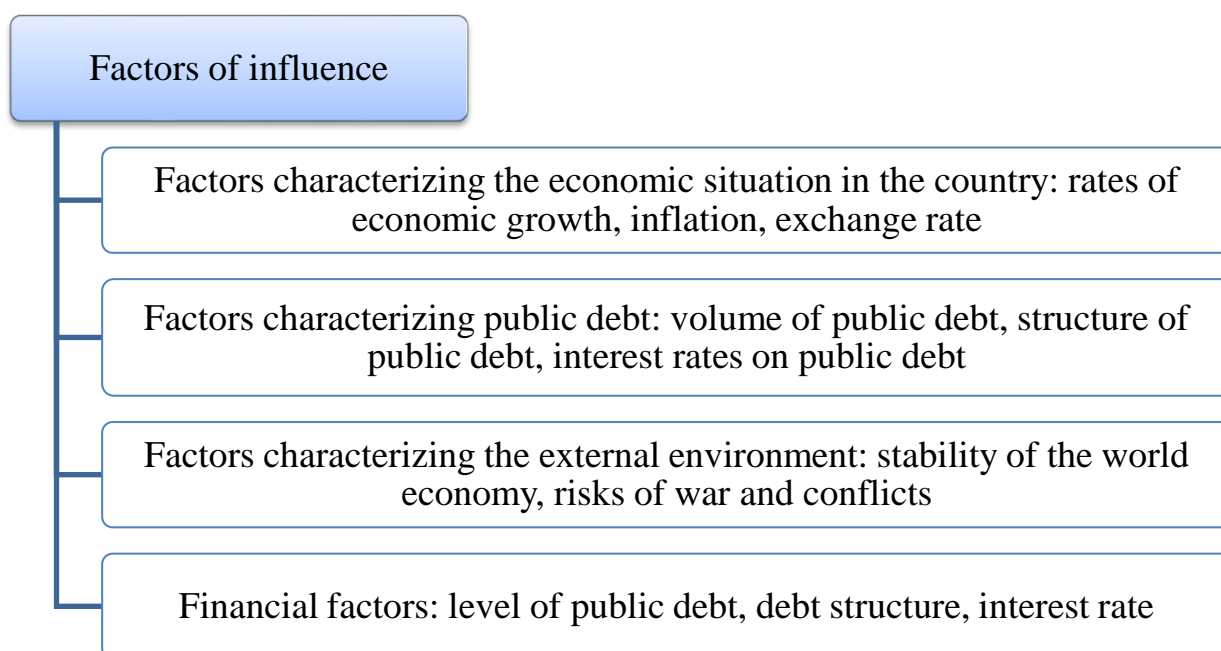 Factors of influence
Factors characterizing the economic situation in the country: rates of
economic growth, inflation, exchange rate
Factors characterizing public debt: volume of public debt, structure of
public debt, interest rates on public debt
Factors characterizing the external environment: stability of the world
economy, risks of war and conflicts
Financial factors: level of public debt, debt structure, interest rate